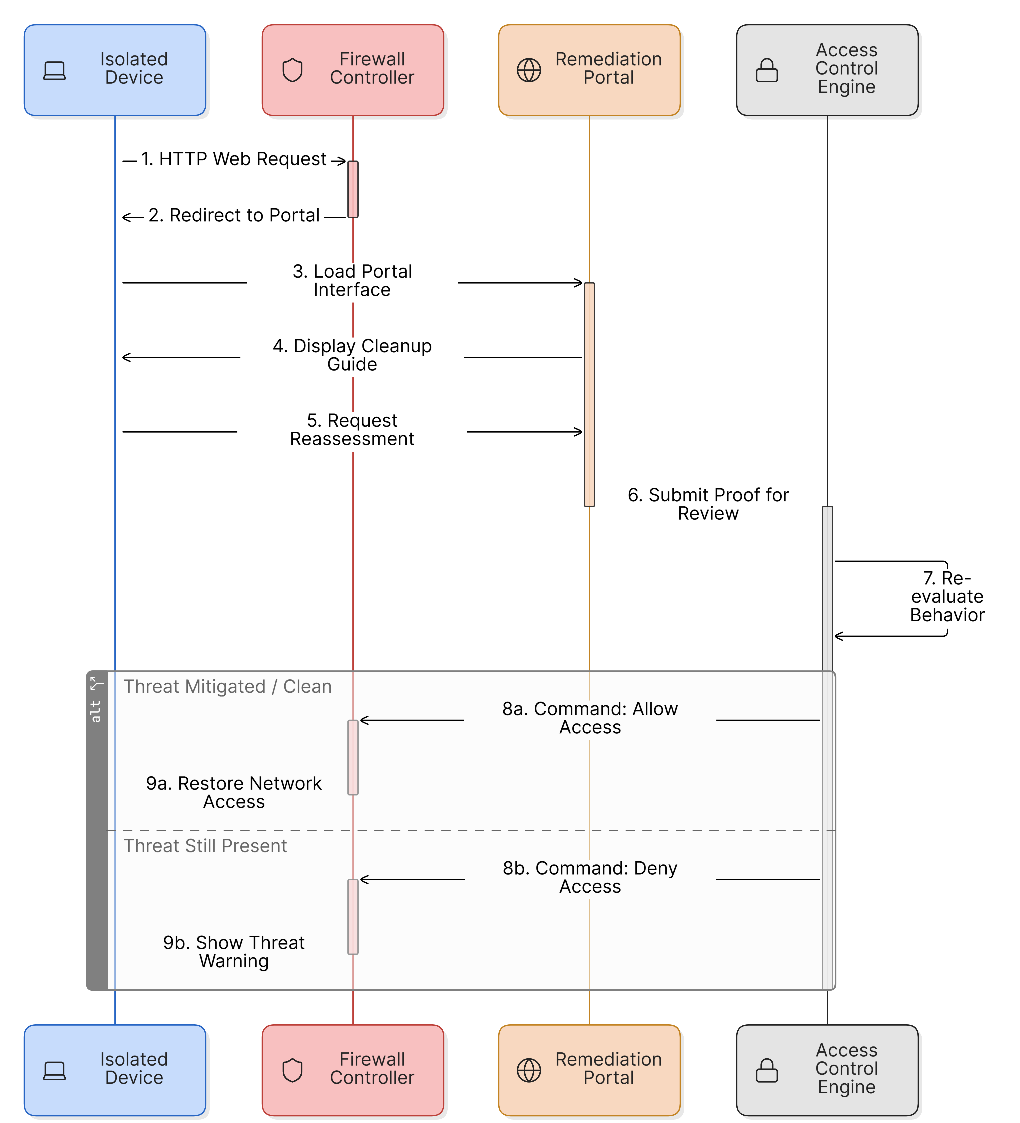 Isolated
Device
Firewall
Controller
Remediation
Portal
Access
Control
Engine
1. HTTP Web Request
2. Redirect to Portal
3. Load Portal
Interface
4. Display Cleanup
Guide
5. Request
Reassessment
6. Submit Proof for
Review
7. Re-
evaluate
Behavior
alt
Threat Mitigated / Clean
8a. Command: Allow
Access
9a. Restore Network
Access
Threat Still Present
8b. Command: Deny
Access
9b. Show Threat
Warning
Isolated
Device
Firewall
Controller
Remediation
Portal
Access
Control
Engine